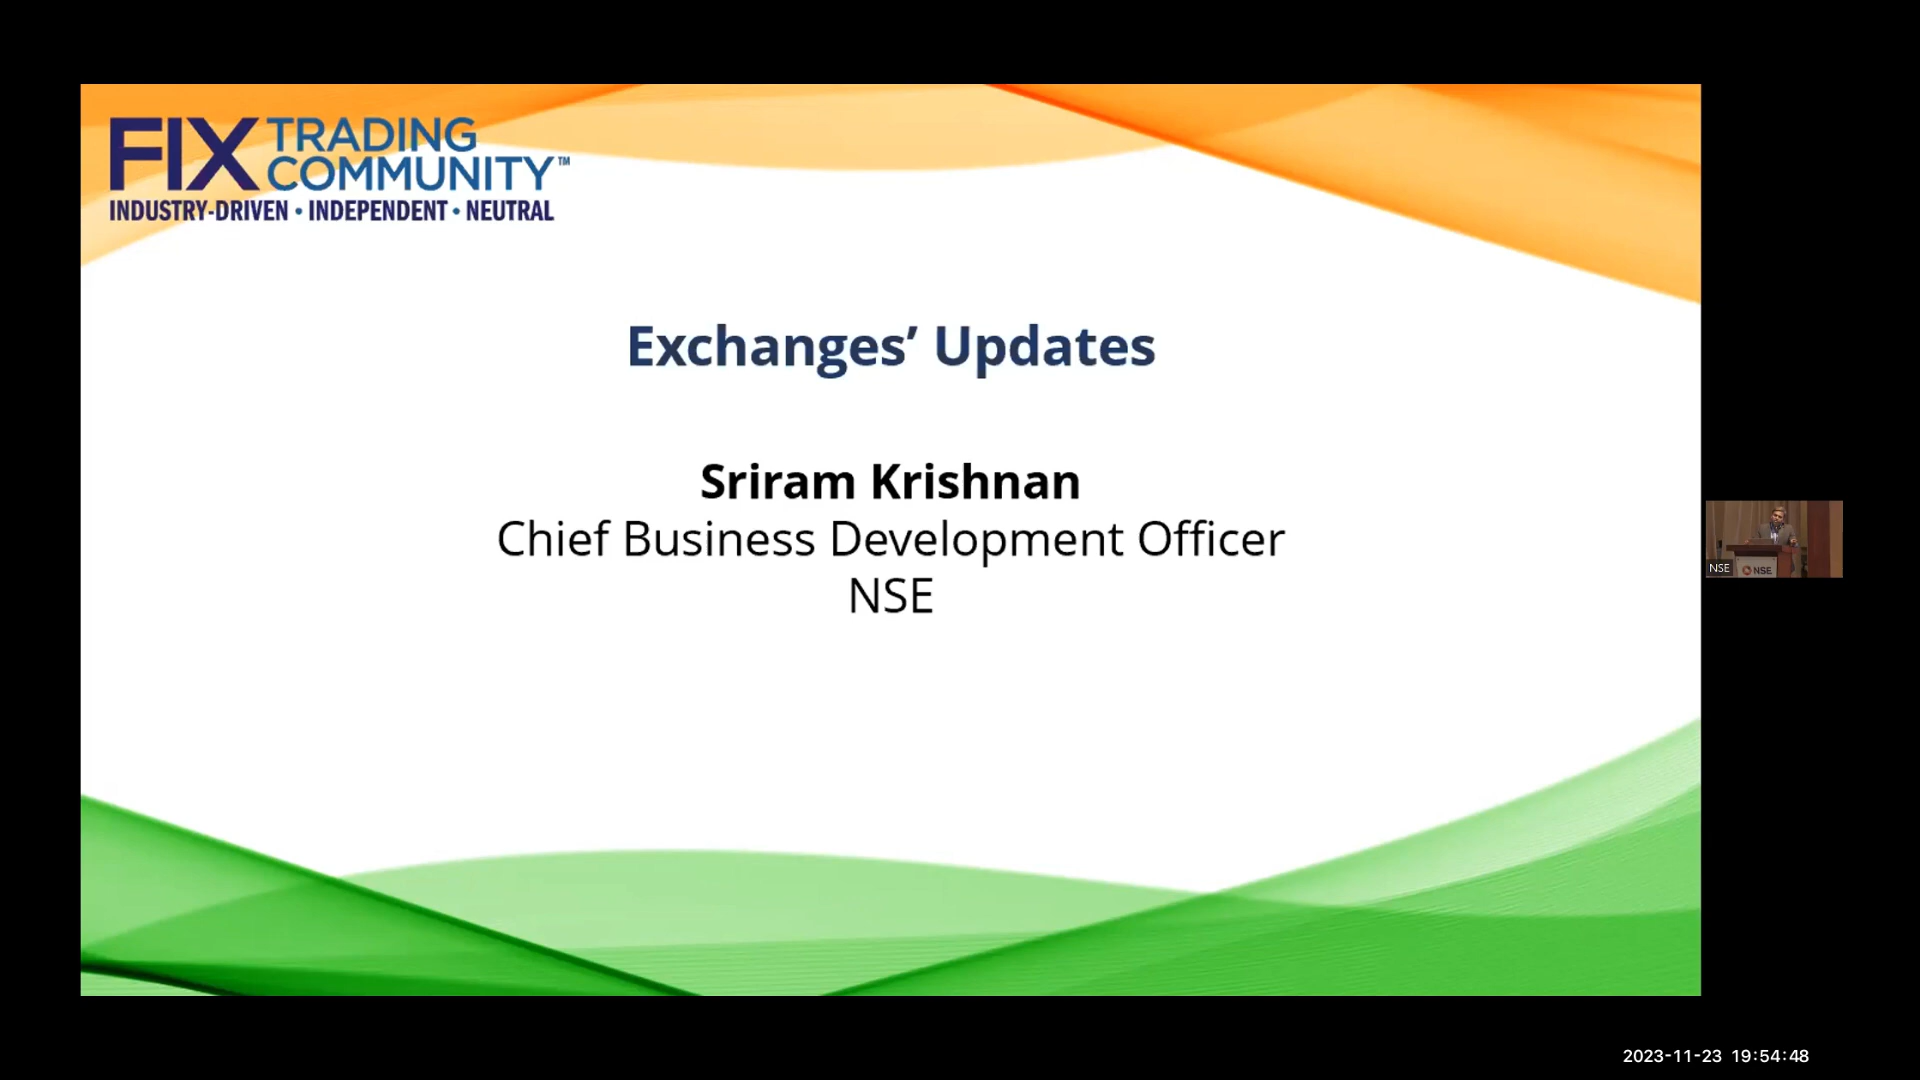 FIX TRADING
COMMUNITY™
INDUSTRY-DRIVEN • INDEPENDENT • NEUTRAL
Exchanges’ Updates
Sriram Krishnan
Chief Business Development Officer
NSE
NSE
NSE
2023-11-23 19:54:48